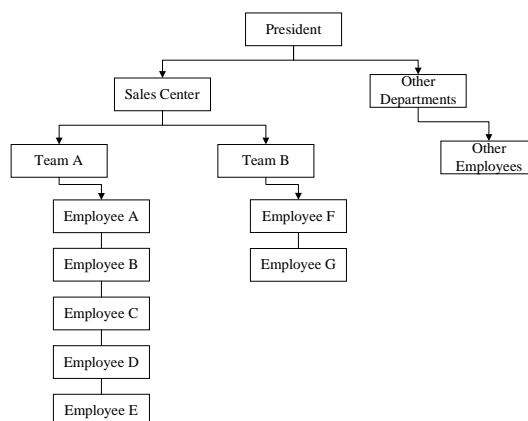 President
Sales Center
Other
Departments
Team A
Team B
Other
Employees
Employee A
Employee F
Employee B
Employee G
Employee C
Employee D
Employee E